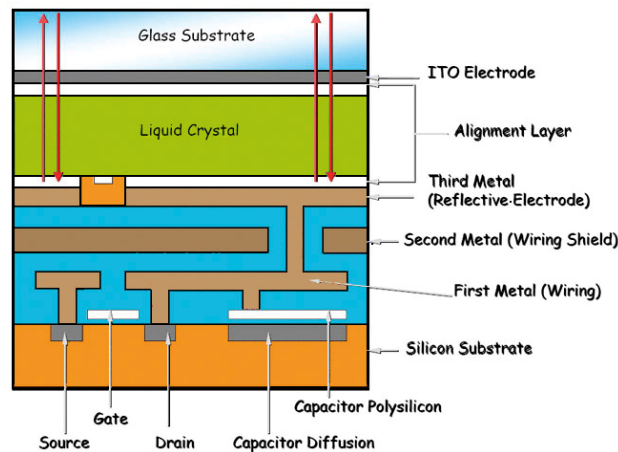 Glass Substrate
ITO Electrode
Liquid Crystal
Alignment Layer
Third Metal
(Reflective·Electrode)
Second Metal (Wiring Shield)
First Metal (Wiring)
Silicon Substrate
Capacitor Polysilicon
Gate
Source
Drain
Capacitor Diffusion